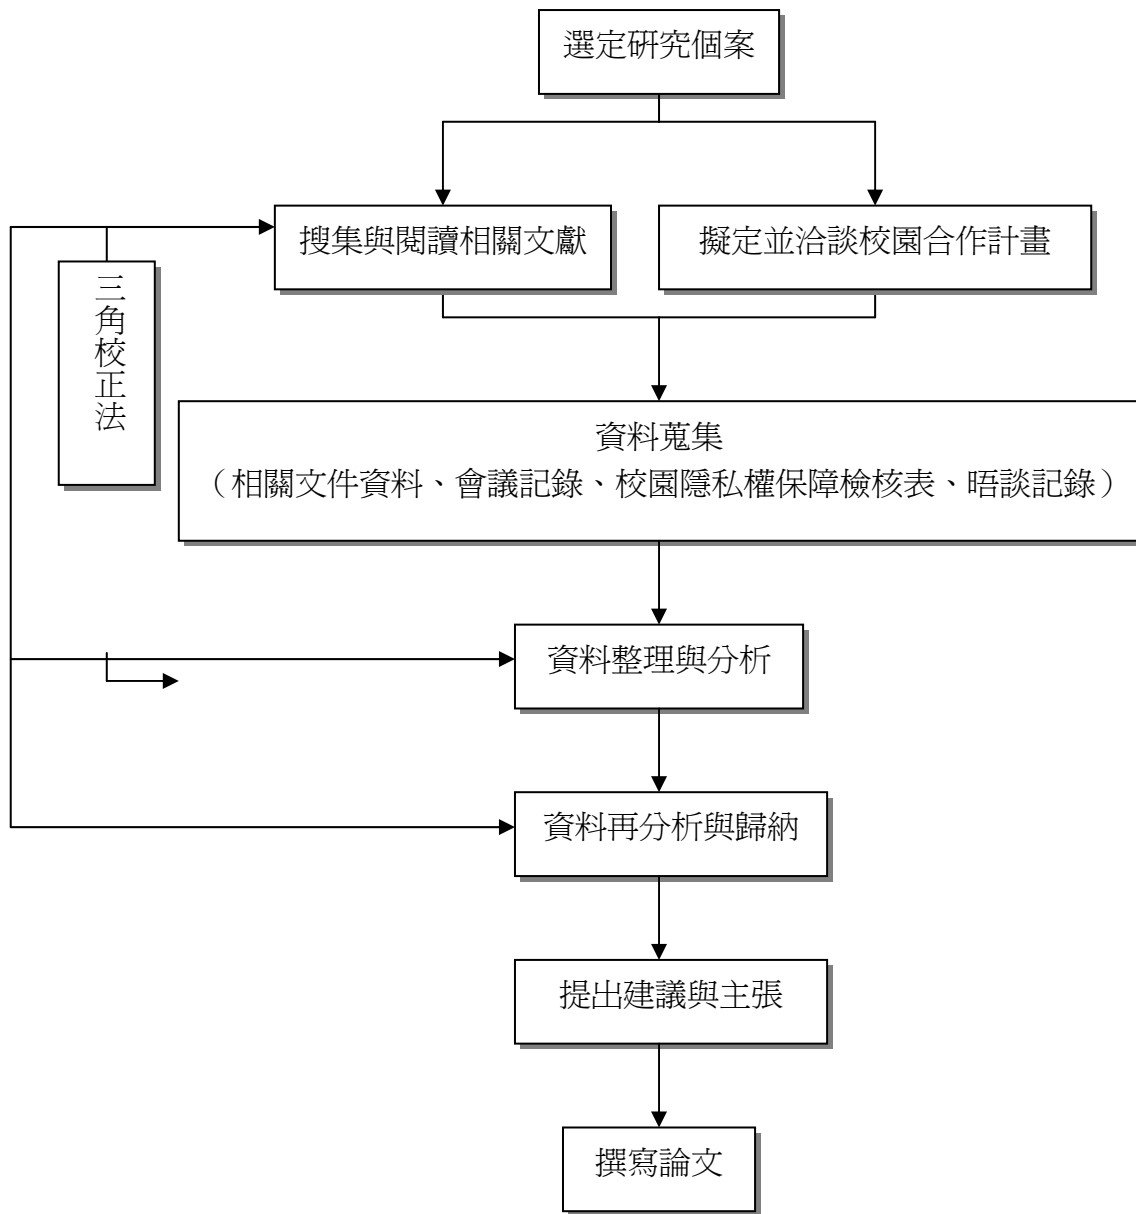 選定研究個案
搜集與閱讀相關文獻
擬定並洽談校園合作計畫
三角校正法
資料蒐集
（相關文件資料、會議記錄、校園隱私權保障檢核表、晤談記錄）
資料整理與分析
資料再分析與歸納
提出建議與主張
撰寫論文